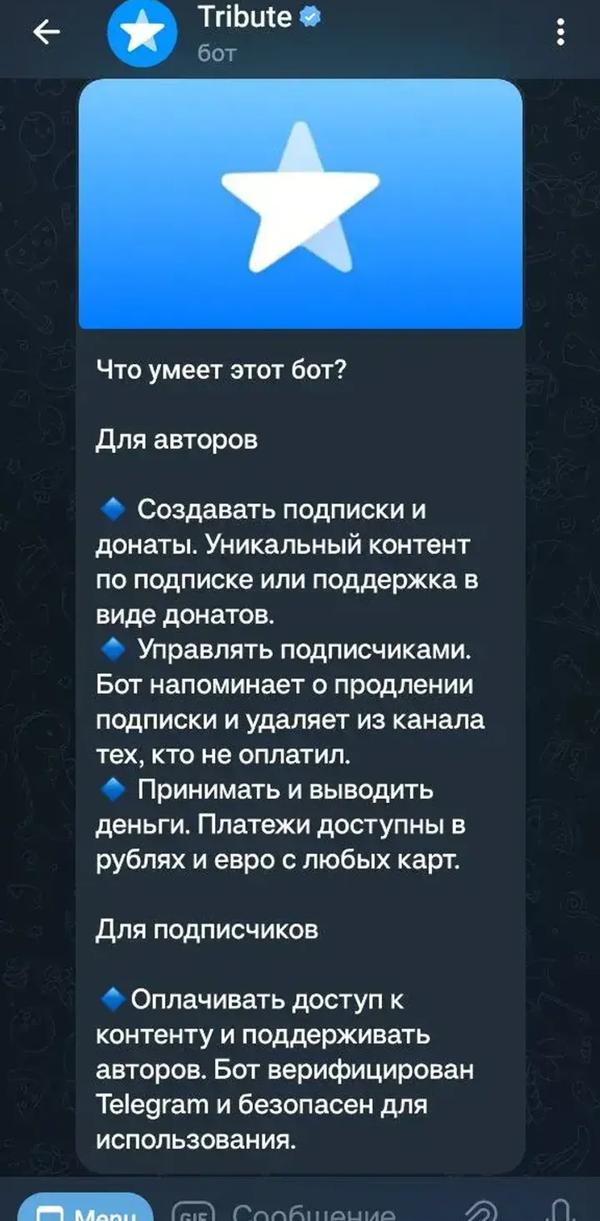 Tribute
бот
Что умеет этот бот?
Для авторов
🔷 Создавать подписки и
донаты. Уникальный контент
по подписке или поддержка в
виде донатов.
🔷 Управлять подписчиками.
Бот напоминает о продлении
подписки и удаляет из канала
тех, кто не оплатил.
🔷 Принимать и выводить
деньги. Платежи доступны в
рублях и евро с любых карт.
Для подписчиков
🔷Оплачивать доступ к
контенту и поддерживать
авторов. Бот верифицирован
Telegram и безопасен для
использования.
Menu GIF Сообщение